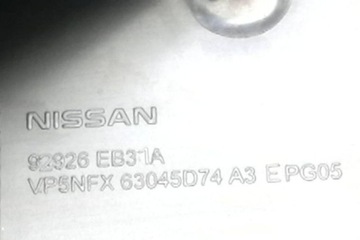 NISSAN
92826 EB31A
VP5NFX 63045D74 A3 EPG05